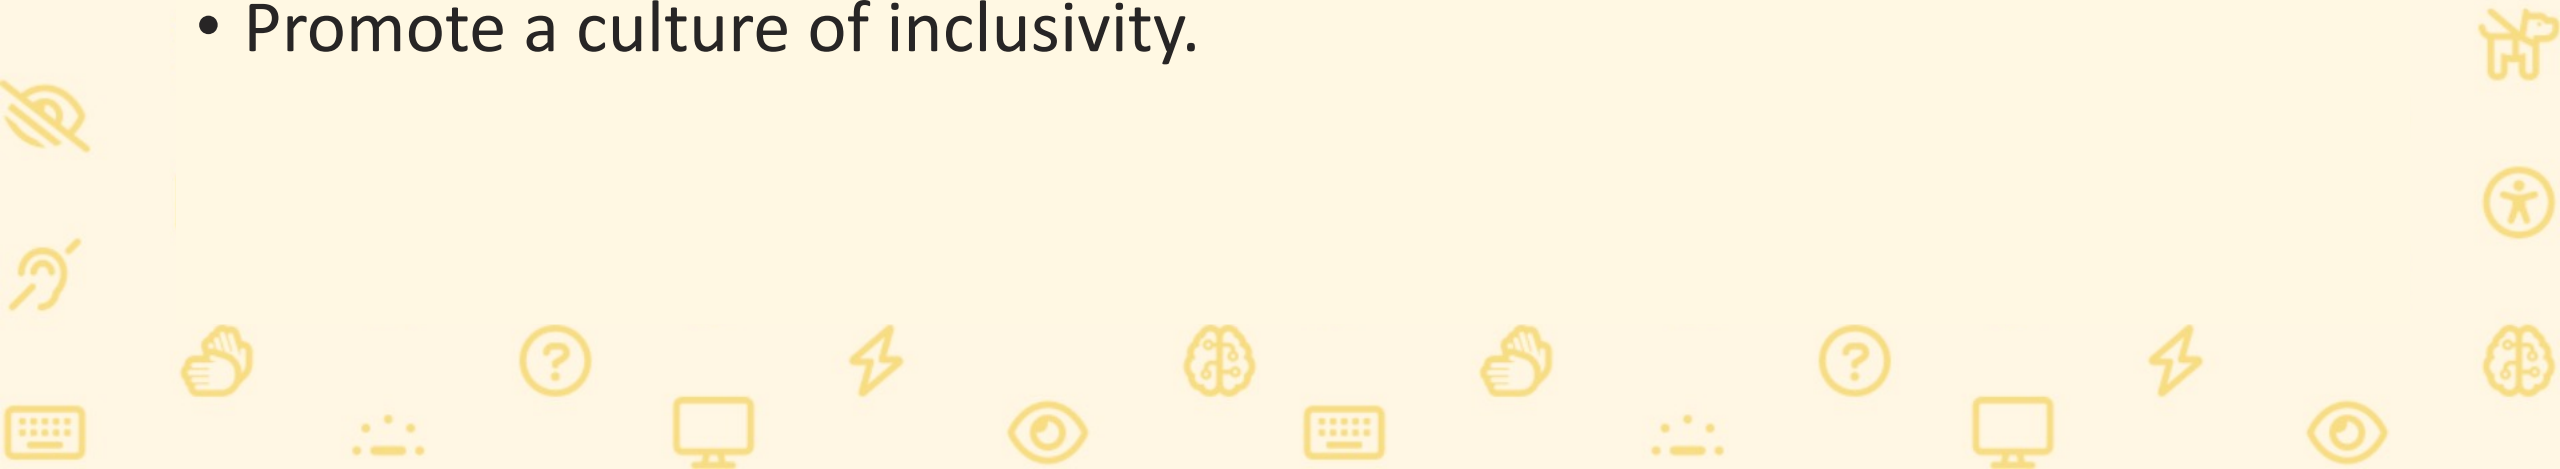 • Promote a culture of inclusivity.